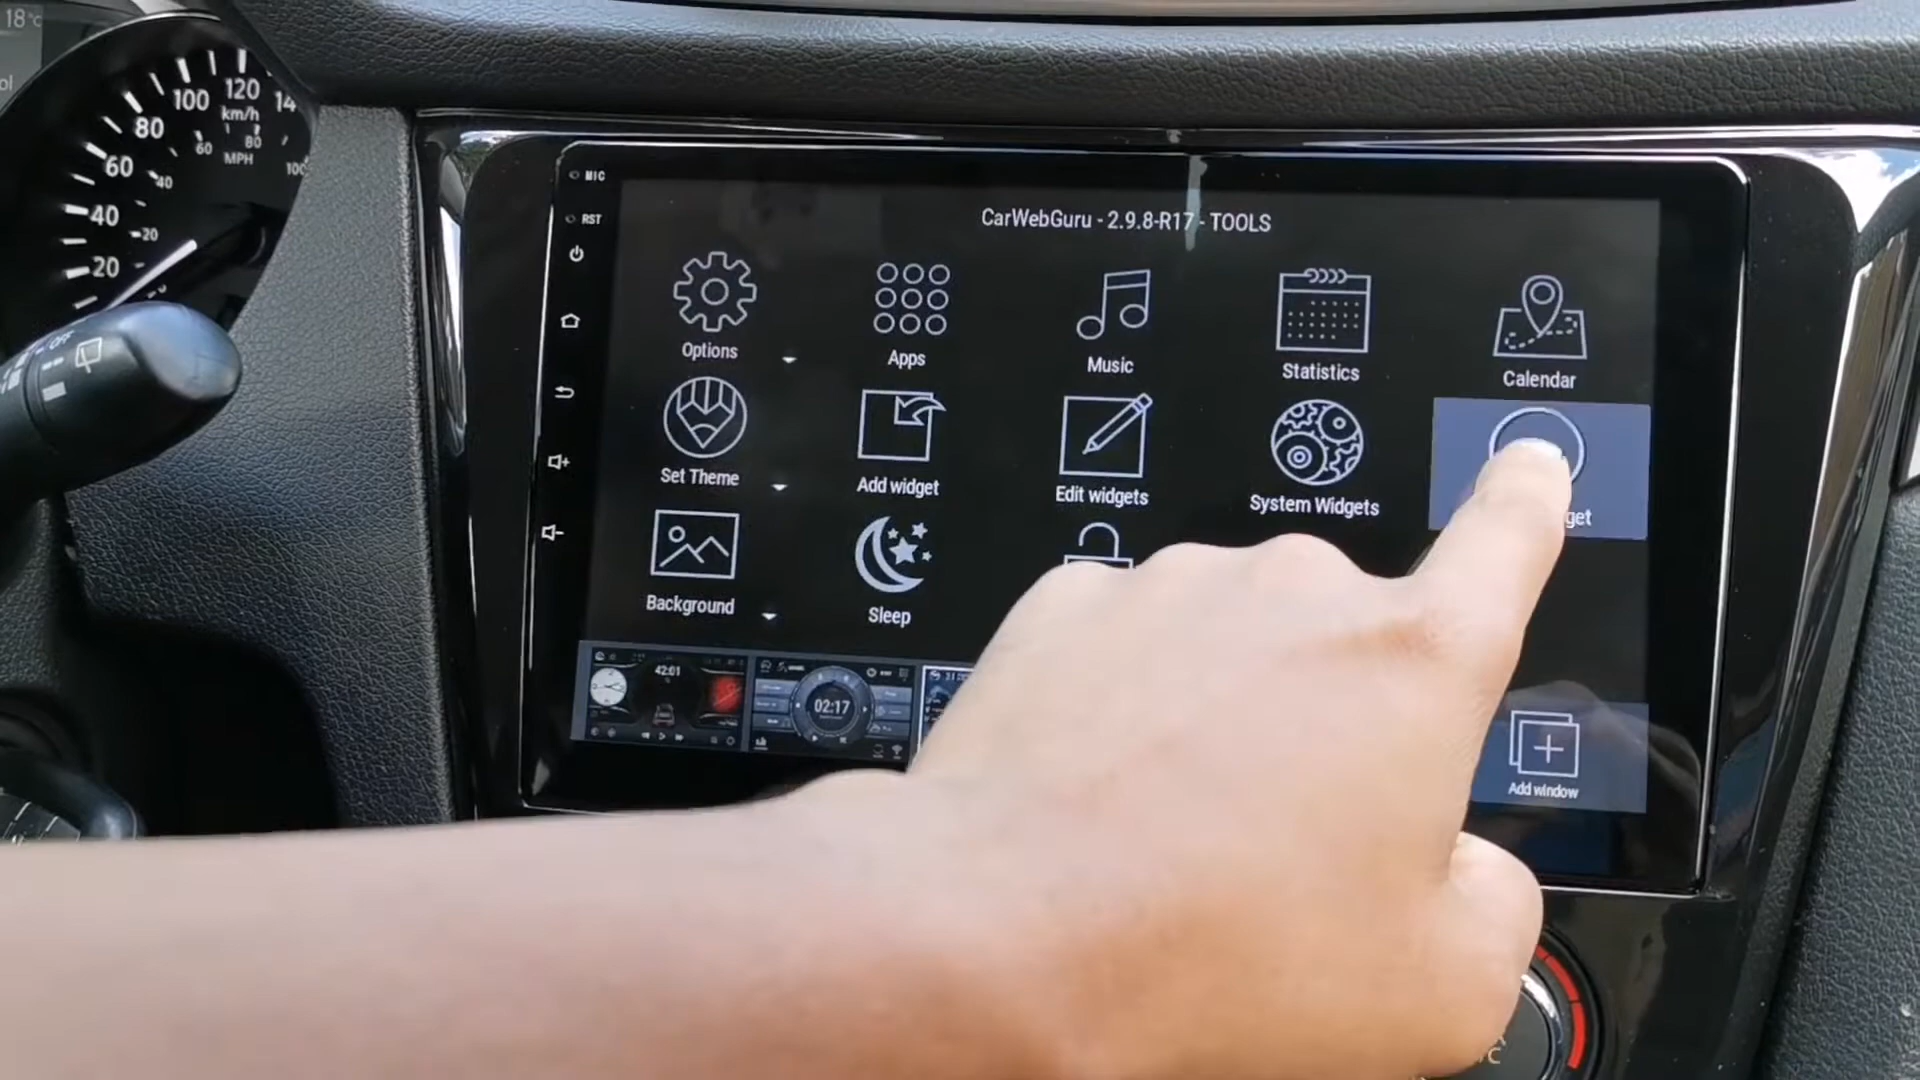 18°c
100
120
14
km/h
80
60
80
MPH
100
60
40
40
20
20
MIC
RST
CarWebGuru - 2.9.8-R17 - TOOLS
Options
Apps
Music
Statistics
Calendar
Set Theme
Add widget
Edit widgets
System Widgets
get
Background
Sleep
42:01
02:17
Add window
OFF